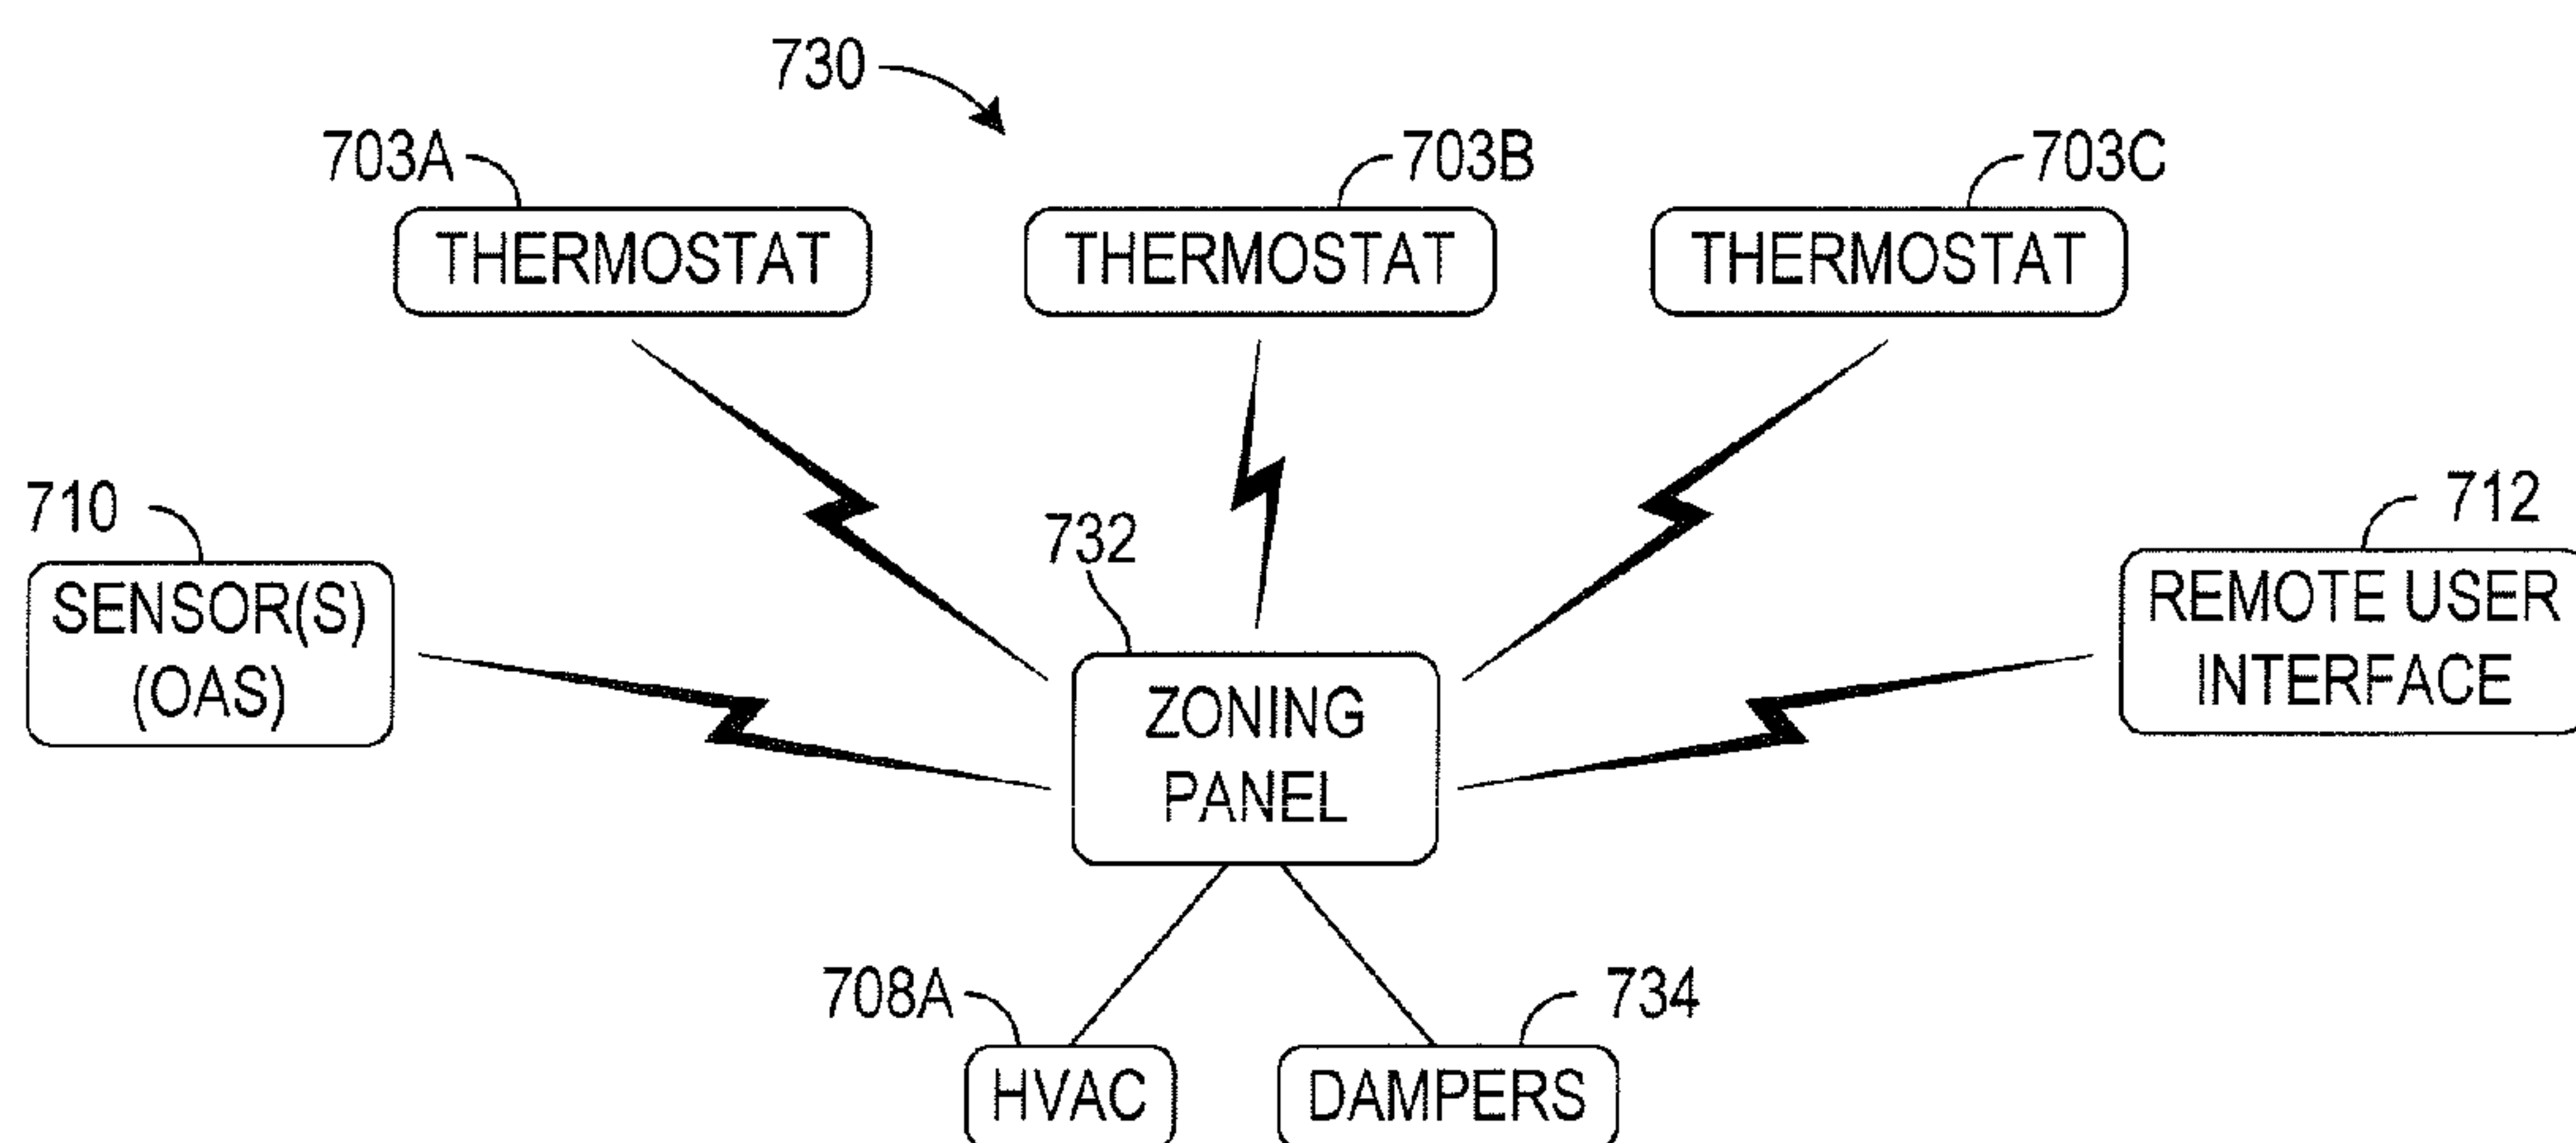 730
703A
703B
703C
THERMOSTAT
THERMOSTAT
THERMOSTAT
710
732
712
SENSOR(S)
(OAS)
REMOTE USER
INTERFACE
ZONING
PANEL
708A
734
HVAC
DAMPERS